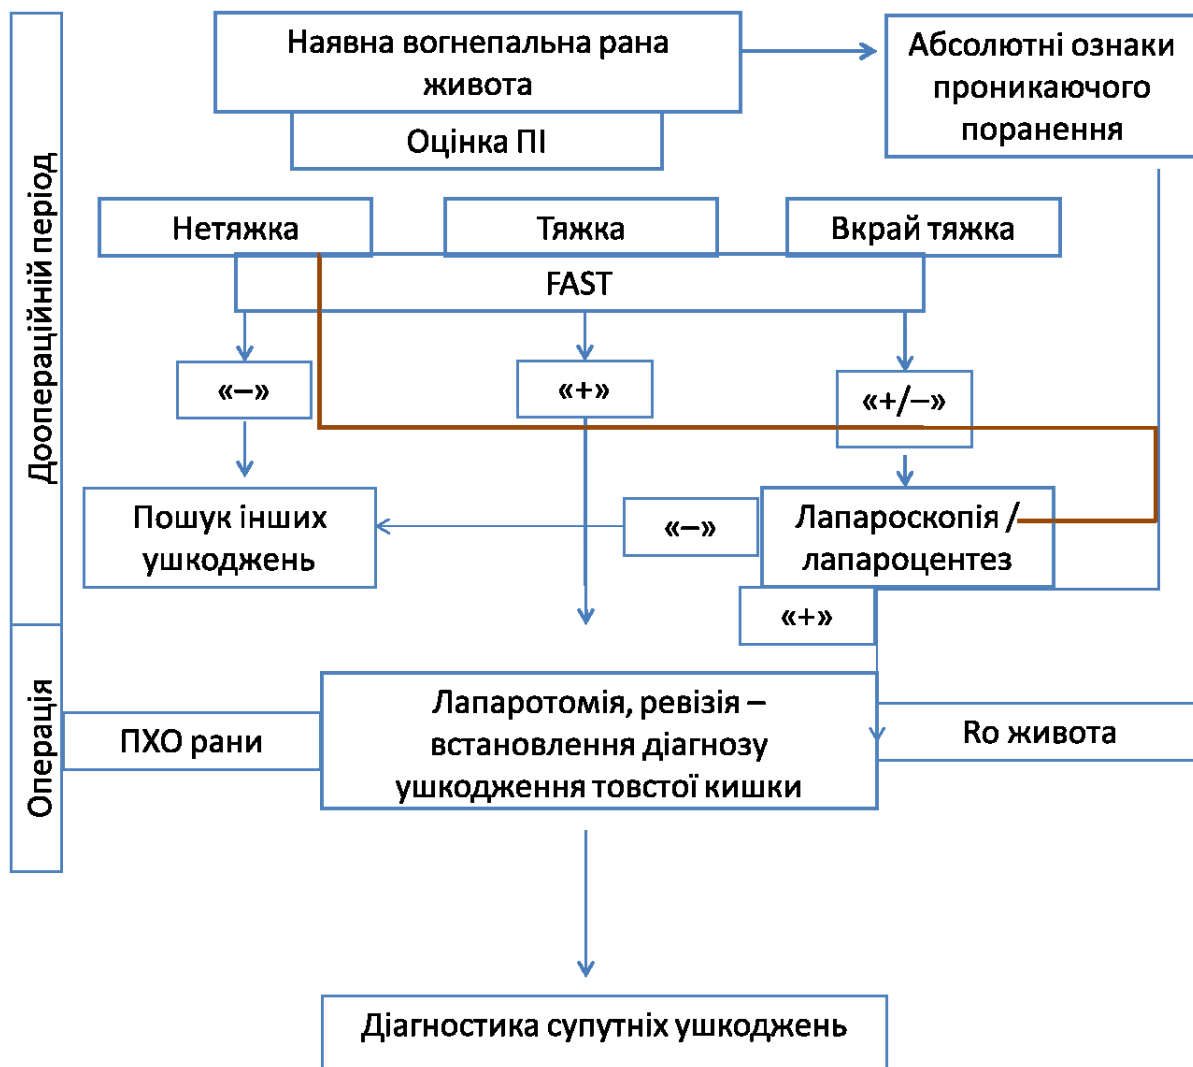 Наявна вогнепальна рана
живота
Абсолютні ознаки
проникаючого
поранення
Оцінка ПІ
Доопераційній період
Нетяжка
Тяжка
Вкрай тяжка
FAST
«–»
«+»
«+/–»
Пошук інших
ушкоджень
«–»
Лапароскопія /
лапароцентез
«+»
Операція
ПХО рани
Лапаротомія, ревізія –
встановлення діагнозу
ушкодження товстої кишки
Ro живота
Діагностика супутніх ушкоджень